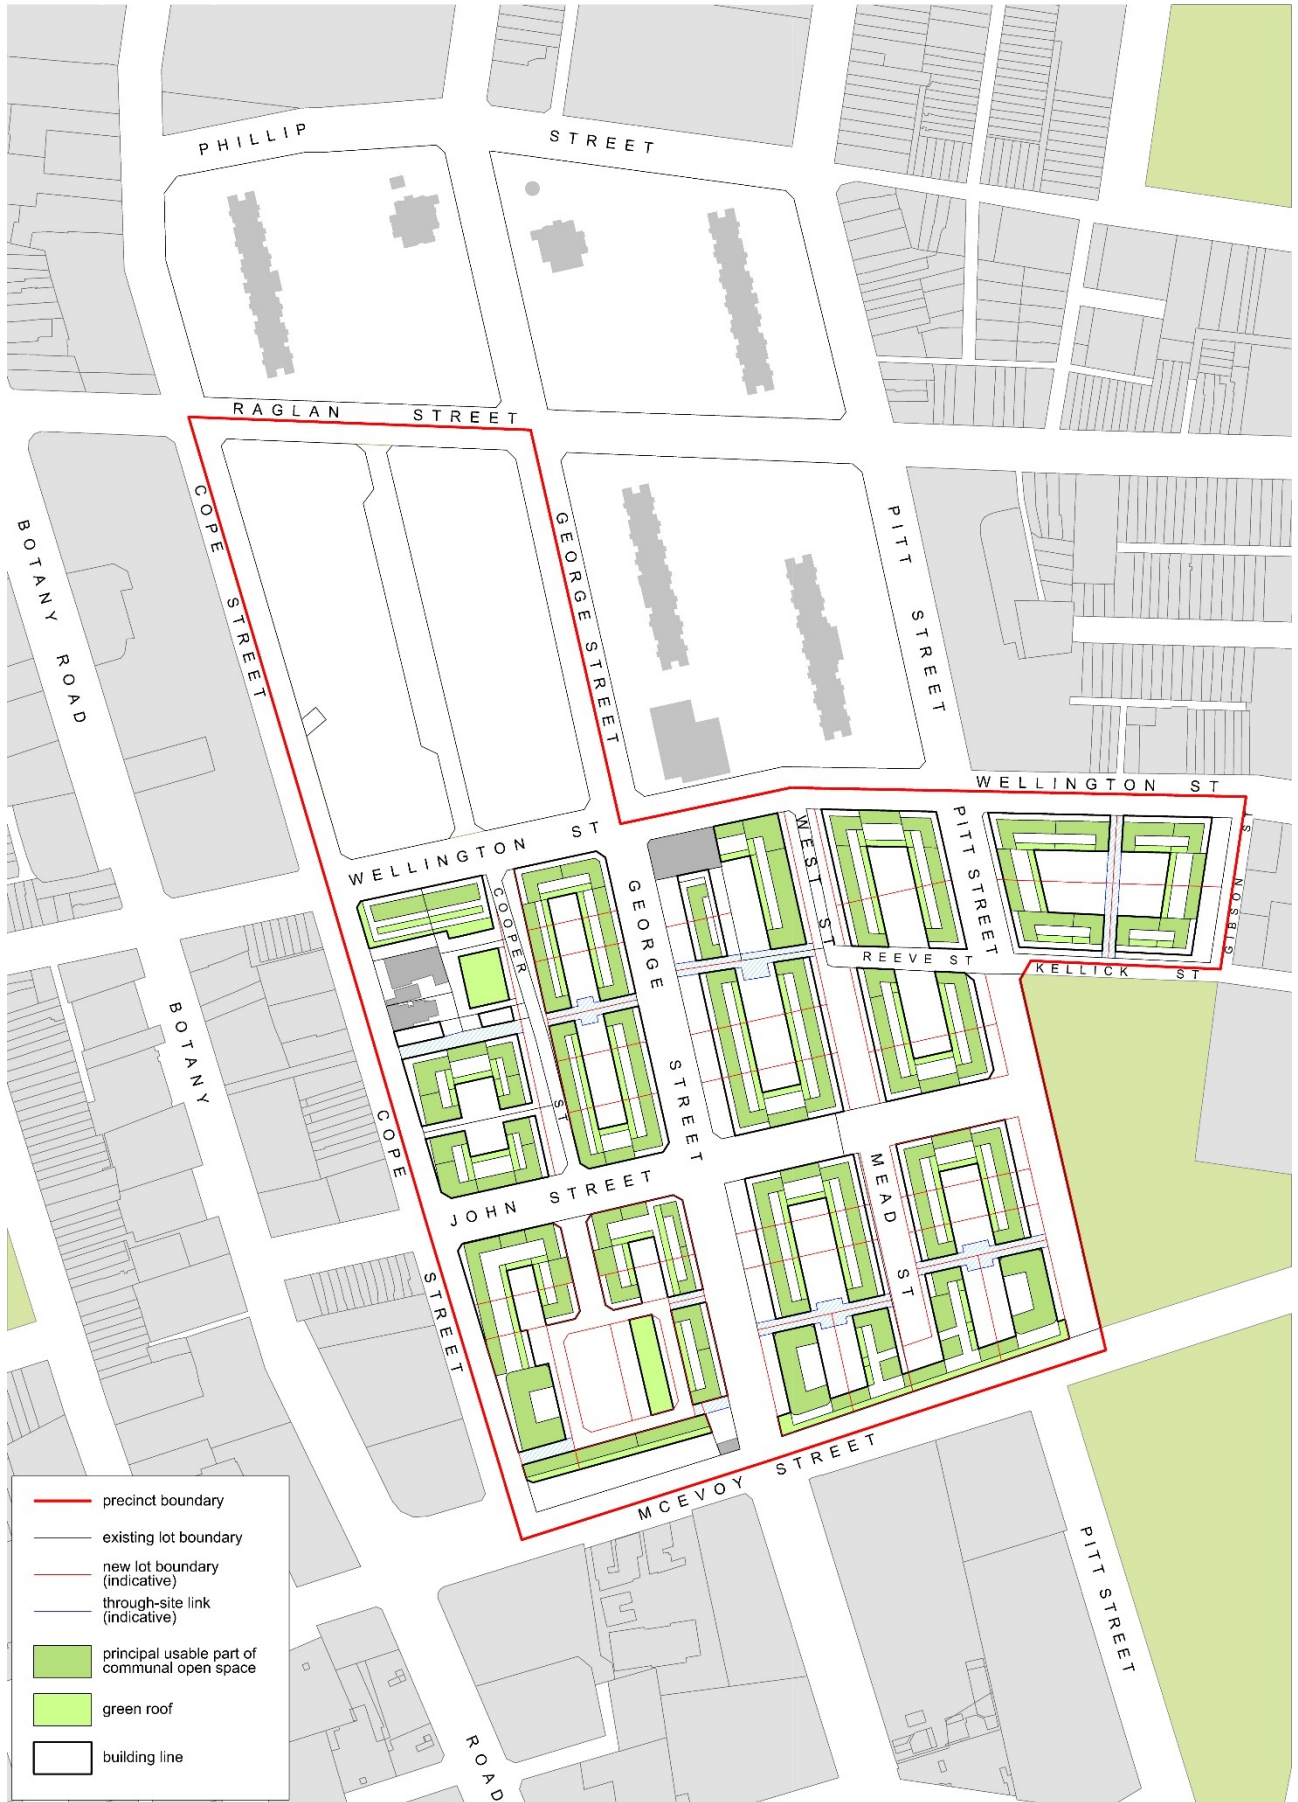 PHILLIP STREET
RAGLAN STREET
COPE STREET
GEORGE STREET
PITT STREET
BOTANY ROAD
WELLINGTON ST
WELLINGTON ST
WEST ST
PITT STREET
GIBSON ST
COOPER ST
GEORGE STREET
REEVE ST
KELLICK ST
BOTANY ROAD
COPE STREET
JOHN STREET
MEAD ST
MCEVOY STREET
PITT STREET
precinct boundary
existing lot boundary
new lot boundary
(indicative)
through-site link
(indicative)
principal usable part of
communal open space
green roof
building line